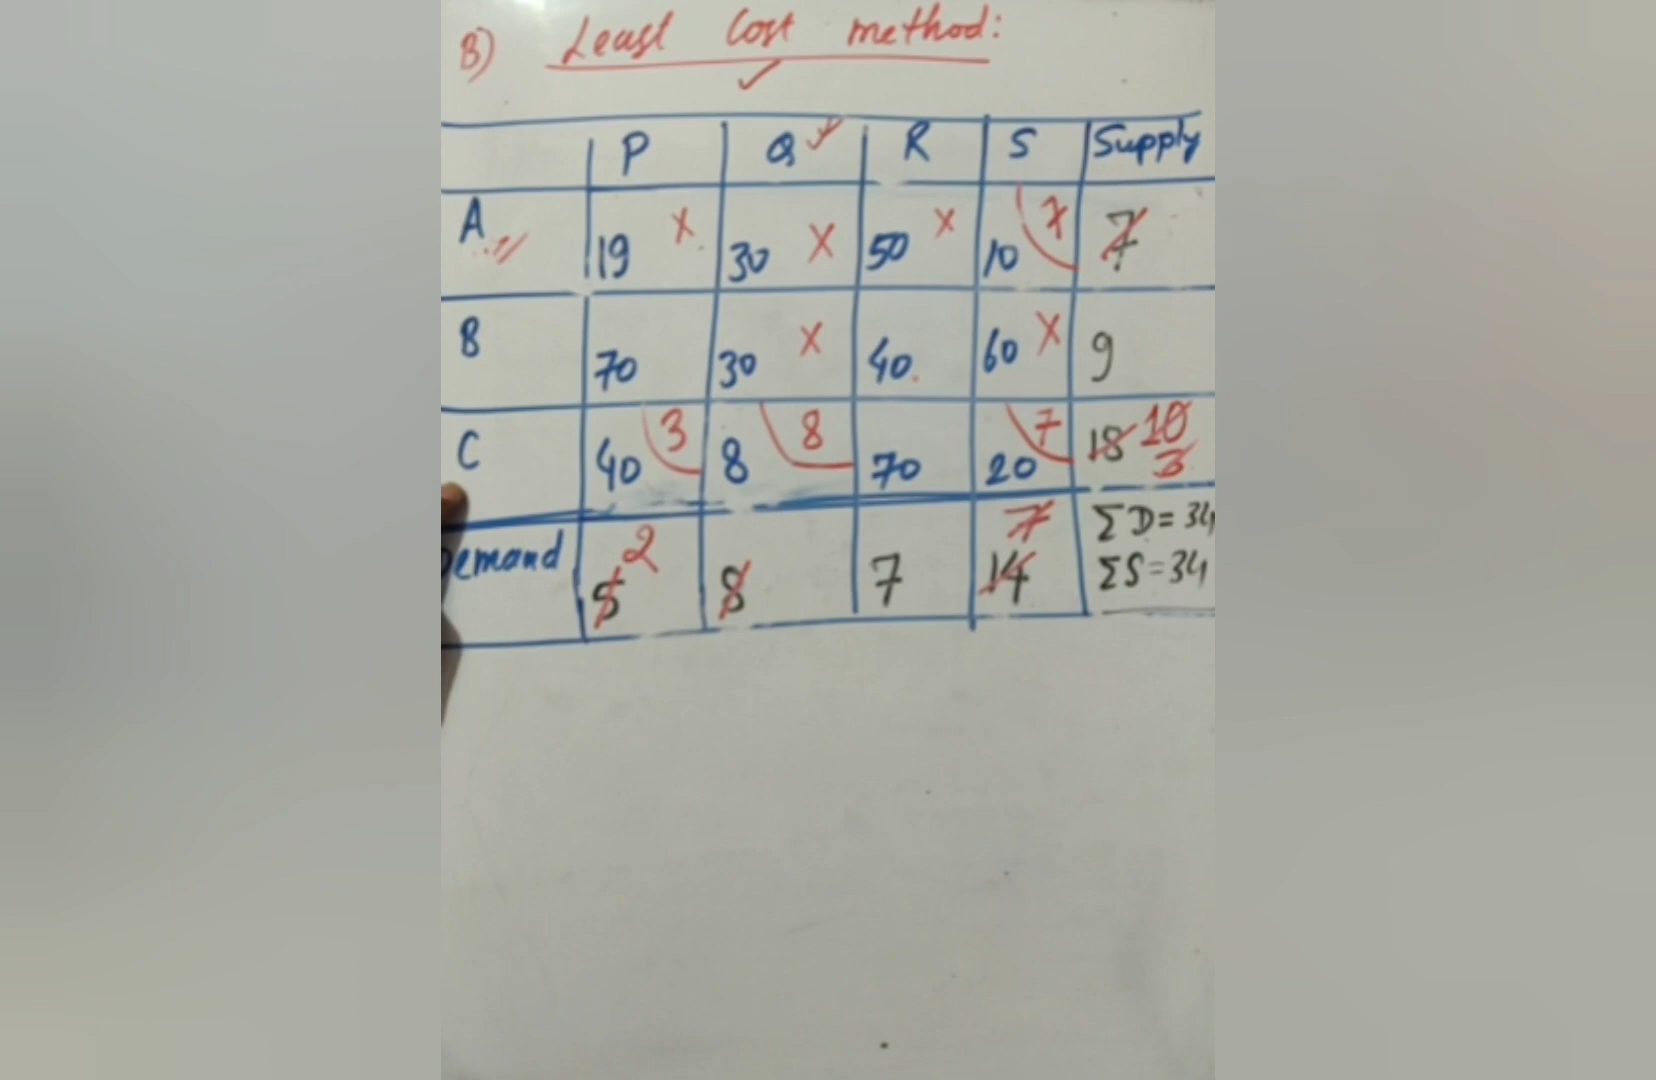 B) Least Cost method:
P Q R S Supply
A 19 x 30 x 50 x 10 7 7
B 70 30 x 40 60 x 9
C 40 3 8 8 70 20 7 18 10 3
Demand 5 2 8 7 14 7 ΣD = 34
ΣS = 34